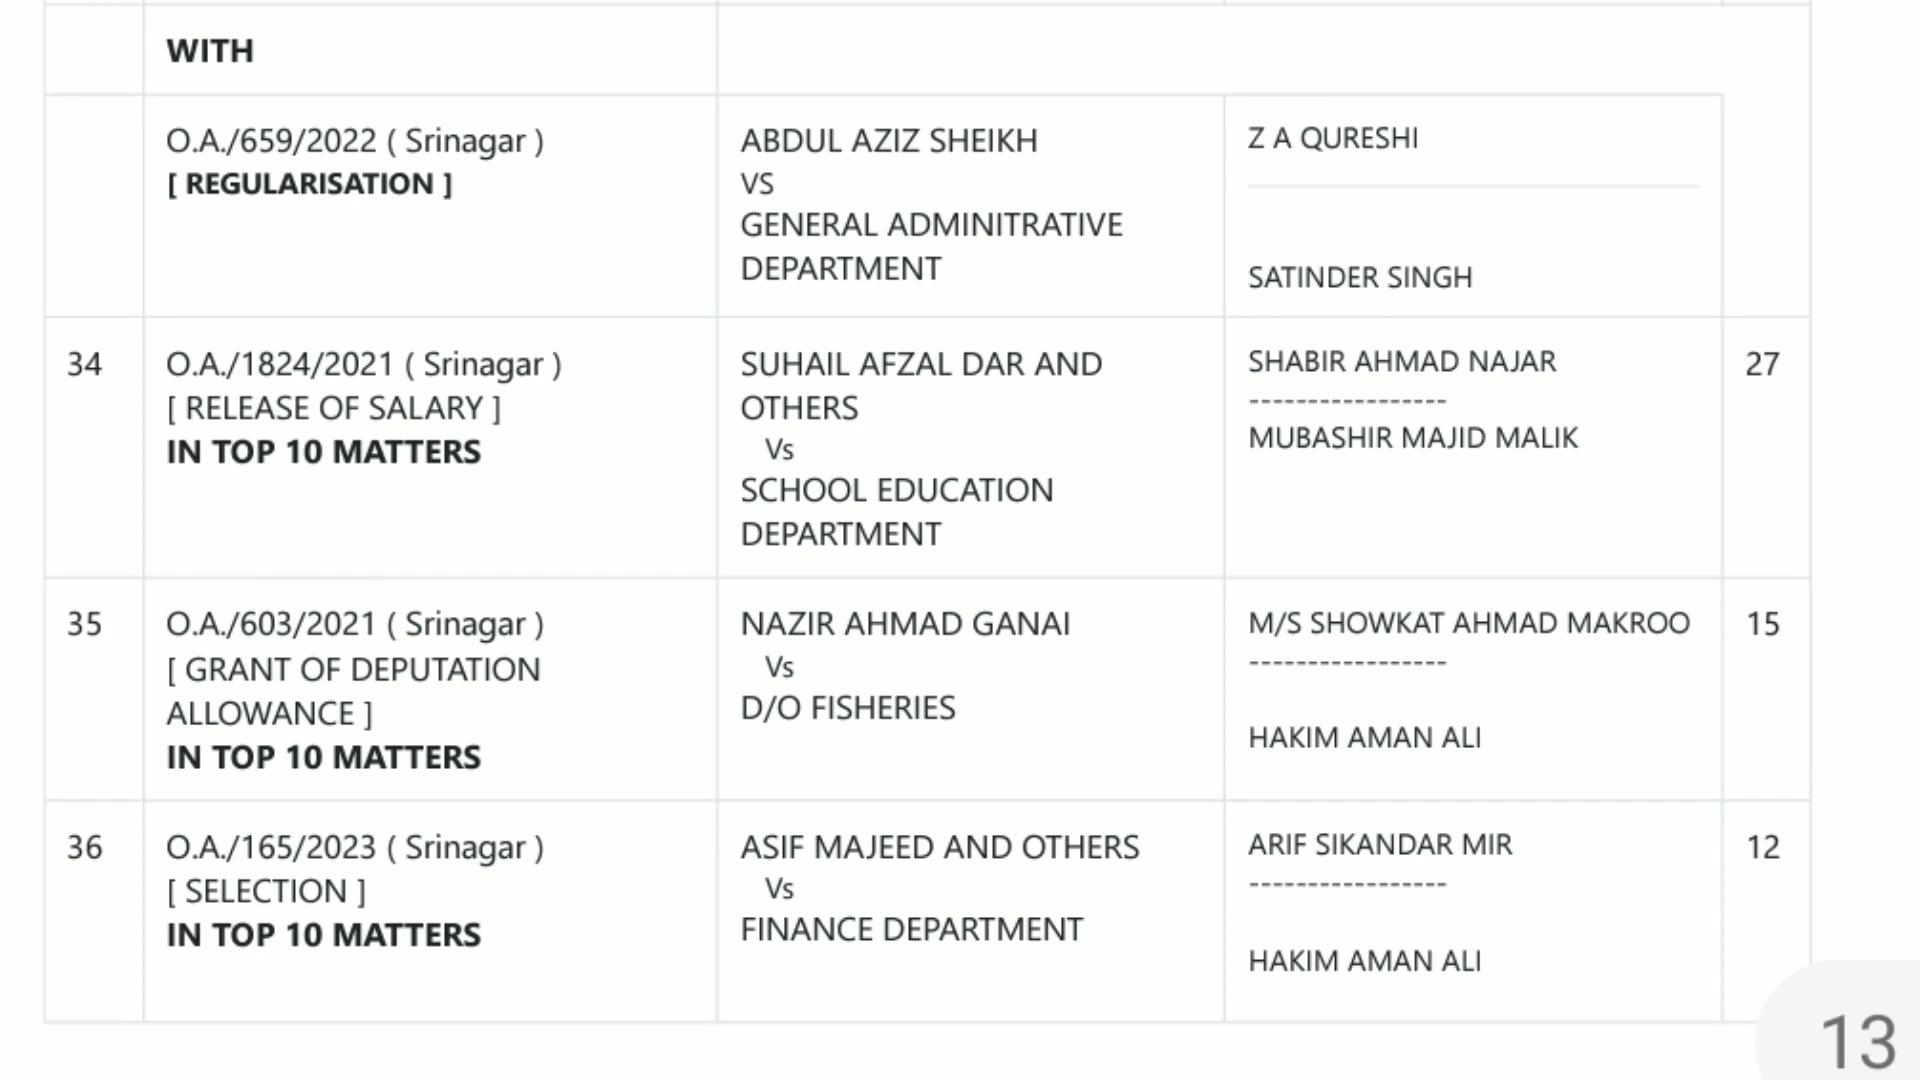 WITH
O.A./659/2022 ( Srinagar )
[ REGULARISATION ]
ABDUL AZIZ SHEIKH
VS
GENERAL ADMINITRATIVE
DEPARTMENT
Z A QURESHI
SATINDER SINGH
34
O.A./1824/2021 ( Srinagar )
[ RELEASE OF SALARY ]
IN TOP 10 MATTERS
SUHAIL AFZAL DAR AND
OTHERS
Vs
SCHOOL EDUCATION
DEPARTMENT
SHABIR AHMAD NAJAR
-----------------
MUBASHIR MAJID MALIK
27
35
O.A./603/2021 ( Srinagar )
[ GRANT OF DEPUTATION
ALLOWANCE ]
IN TOP 10 MATTERS
NAZIR AHMAD GANAI
Vs
D/O FISHERIES
M/S SHOWKAT AHMAD MAKROO
-----------------
HAKIM AMAN ALI
15
36
O.A./165/2023 ( Srinagar )
[ SELECTION ]
IN TOP 10 MATTERS
ASIF MAJEED AND OTHERS
Vs
FINANCE DEPARTMENT
ARIF SIKANDAR MIR
-----------------
HAKIM AMAN ALI
12
13